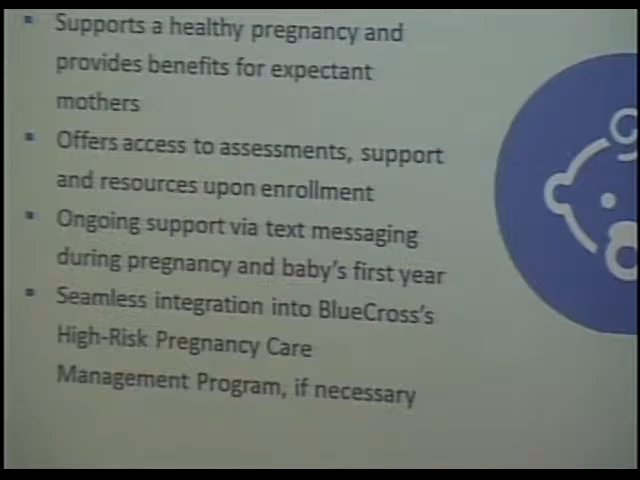 ▪ Supports a healthy pregnancy and
provides benefits for expectant
mothers
▪ Offers access to assessments, support
and resources upon enrollment
▪ Ongoing support via text messaging
during pregnancy and baby's first year
▪ Seamless integration into BlueCross's
High-Risk Pregnancy Care
Management Program, if necessary